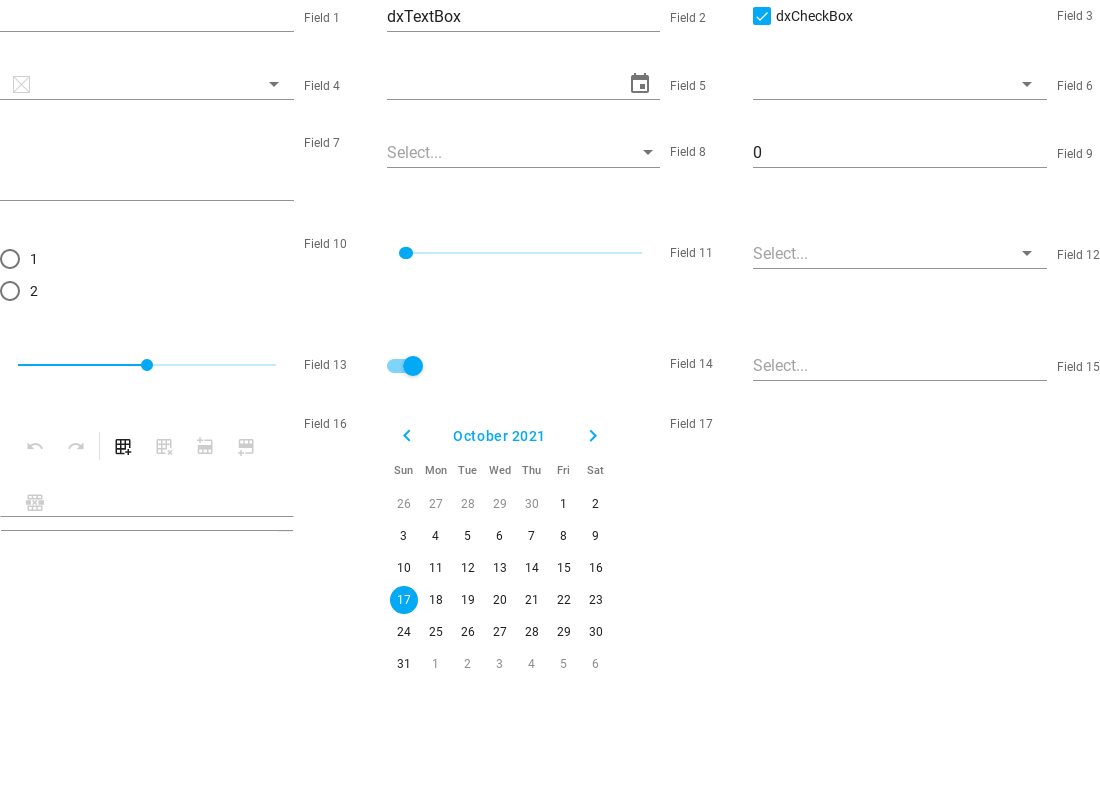 Field 1
dxTextBox
Field 2
dxCheckBox
Field 3
Field 4
Field 5
Field 6
Field 7
Select...
Field 8
0
Field 9
1
2
Field 10
Field 11
Select...
Field 12
Field 13
Field 14
Select...
Field 15
Field 16
October 2021
Sun Mon Tue Wed Thu Fri Sat
26 27 28 29 30 1 2
3 4 5 6 7 8 9
10 11 12 13 14 15 16
17 18 19 20 21 22 23
24 25 26 27 28 29 30
31 1 2 3 4 5 6
Field 17